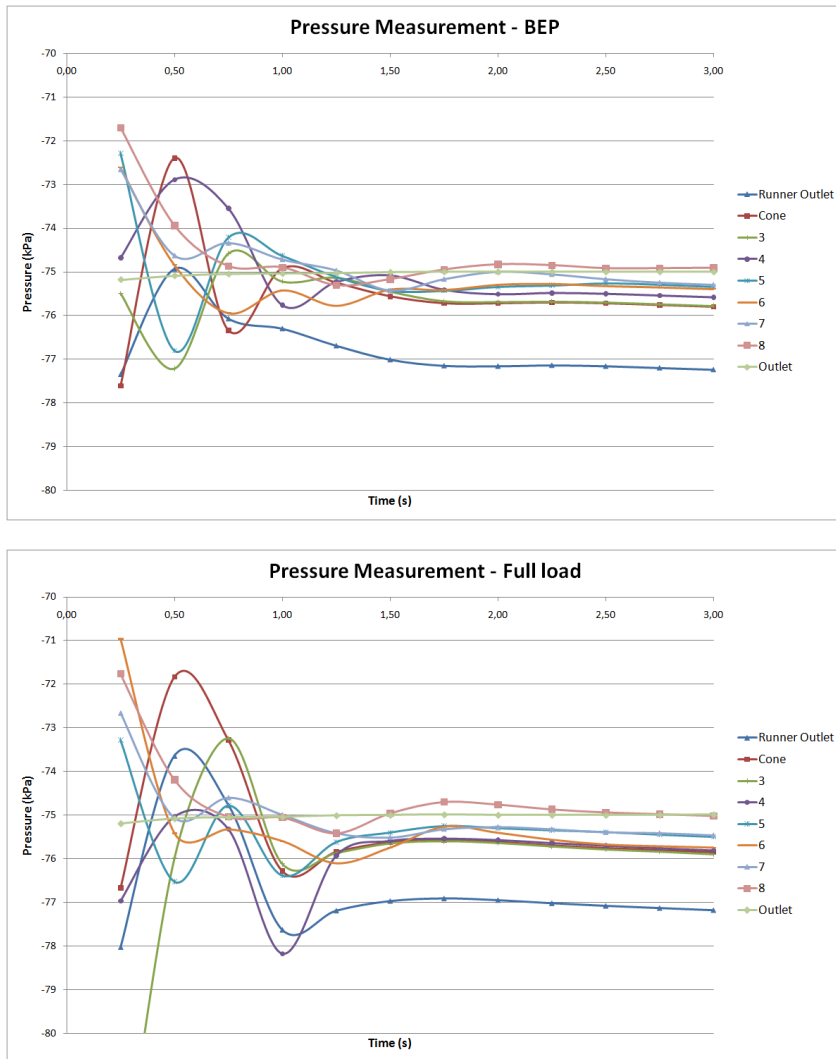 Pressure Measurement - BEP
-70
0,00 0,50 1,00 1,50 2,00 2,50 3,00
-71
-72
-73
-74
-75
-76
-77
-78
-79
-80
Pressure (kPa)
Time (s)
Runner Outlet
Cone
3
4
5
6
7
8
Outlet
Pressure Measurement - Full load
-70
0,00 0,50 1,00 1,50 2,00 2,50 3,00
-71
-72
-73
-74
-75
-76
-77
-78
-79
-80
Pressure (kPa)
Time (s)
Runner Outlet
Cone
3
4
5
6
7
8
Outlet